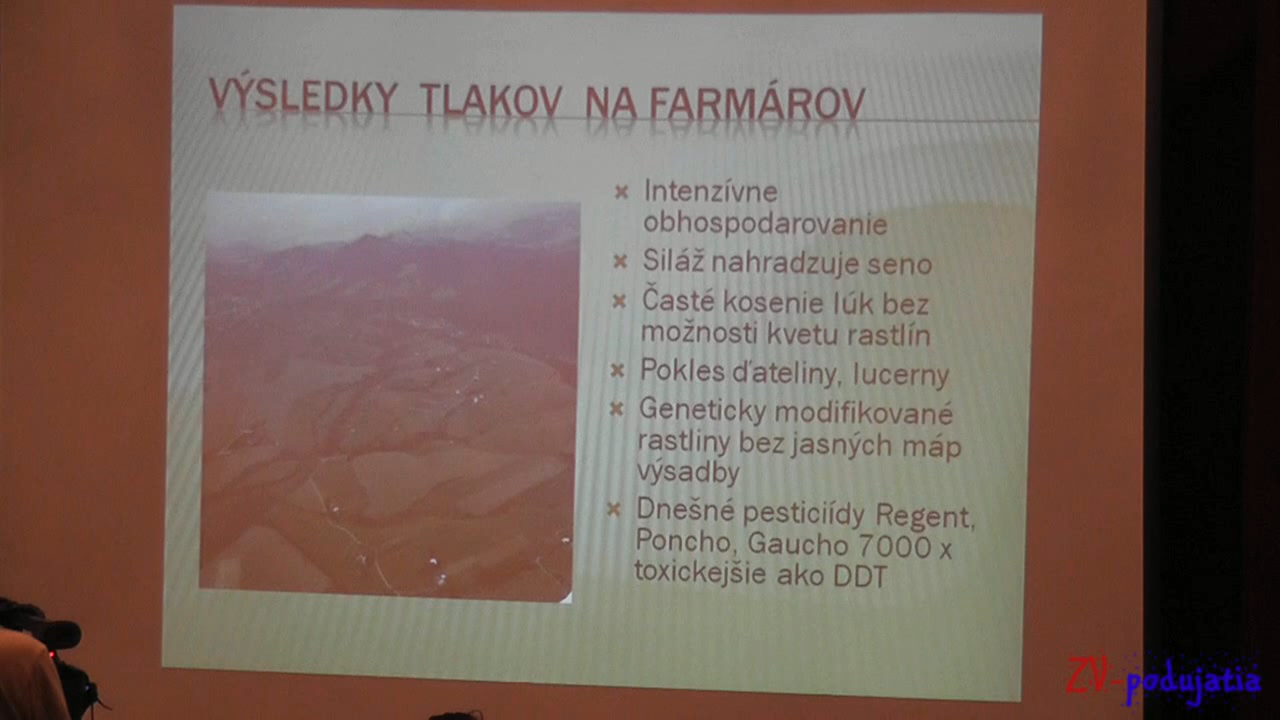 VÝSLEDKY TLAKOV NA FARMÁROV
Intenzívne
obhospodarovanie
Siláž nahradzuje seno
Časté kosenie lúk bez
možnosti kvetu rastlín
Pokles ďateliny, lucerny
Geneticky modifikované
rastliny bez jasných máp
výsadby
Dnešné pesticiídy Regent,
Poncho, Gaucho 7000 x
toxickejšie ako DDT
ZV-podujatia